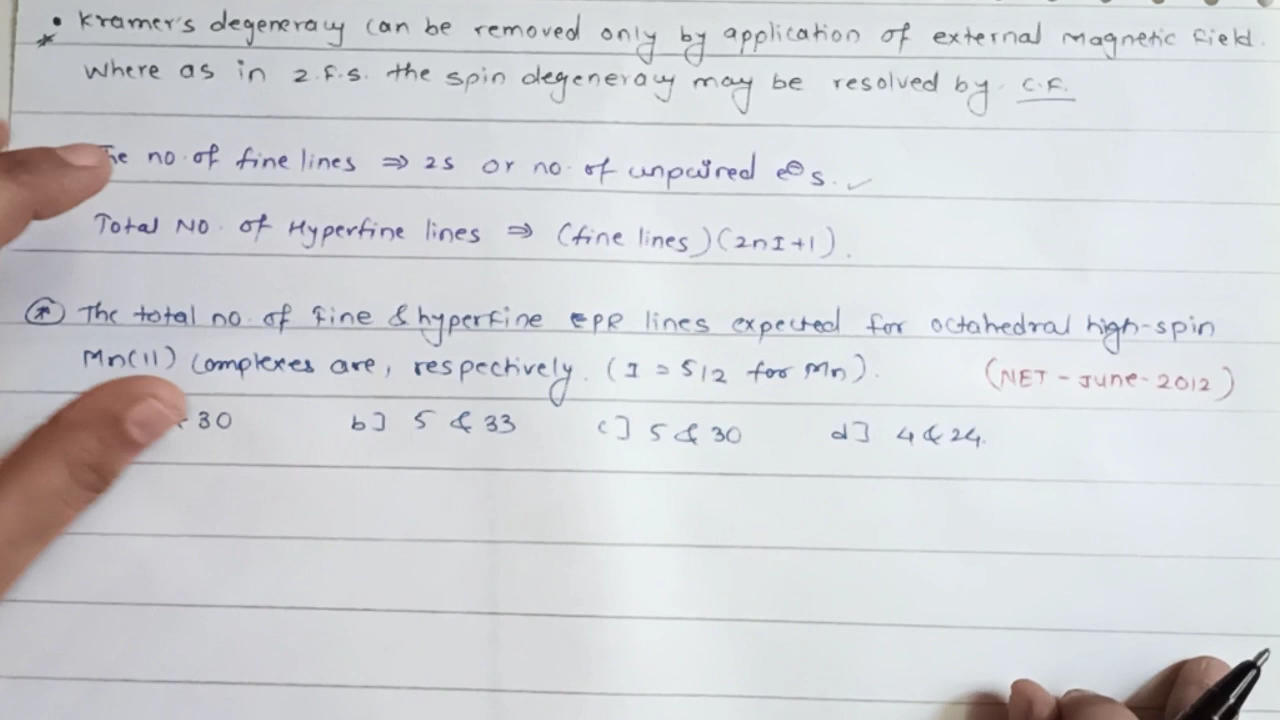 • Kramer's degeneracy can be removed only by application of external Magnetic field.
* Where as in z.f.s. the spin degeneracy may be resolved by C.F.
he no. of fine lines ⇒ 2s or no. of unpaired e⊖s. ✓
Total No. of Hyperfine lines ⇒ (fine lines)(2nI+1).
(*) The total no. of fine & hyperfine EPR lines expected for octahedral high-spin
Mn(II) complexes are, respectively. (I = 5/2 for Mn). (NET-June-2012)
30 b] 5 & 33 c] 5 & 30 d] 4 & 24.